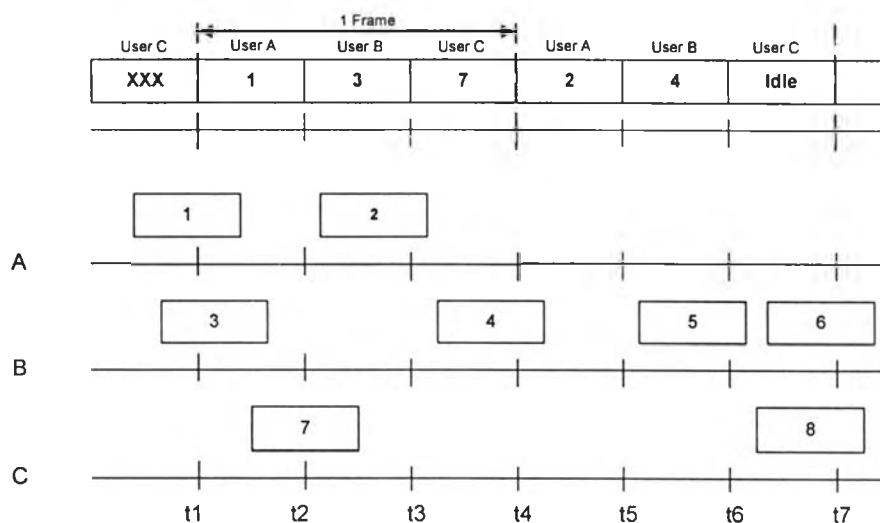 1 Frame
User C User A User B User C User A User B User C
XXX 1 3 7 2 4 Idle
1 2
A
3 4 5 6
B
7 8
C
t1 t2 t3 t4 t5 t6 t7